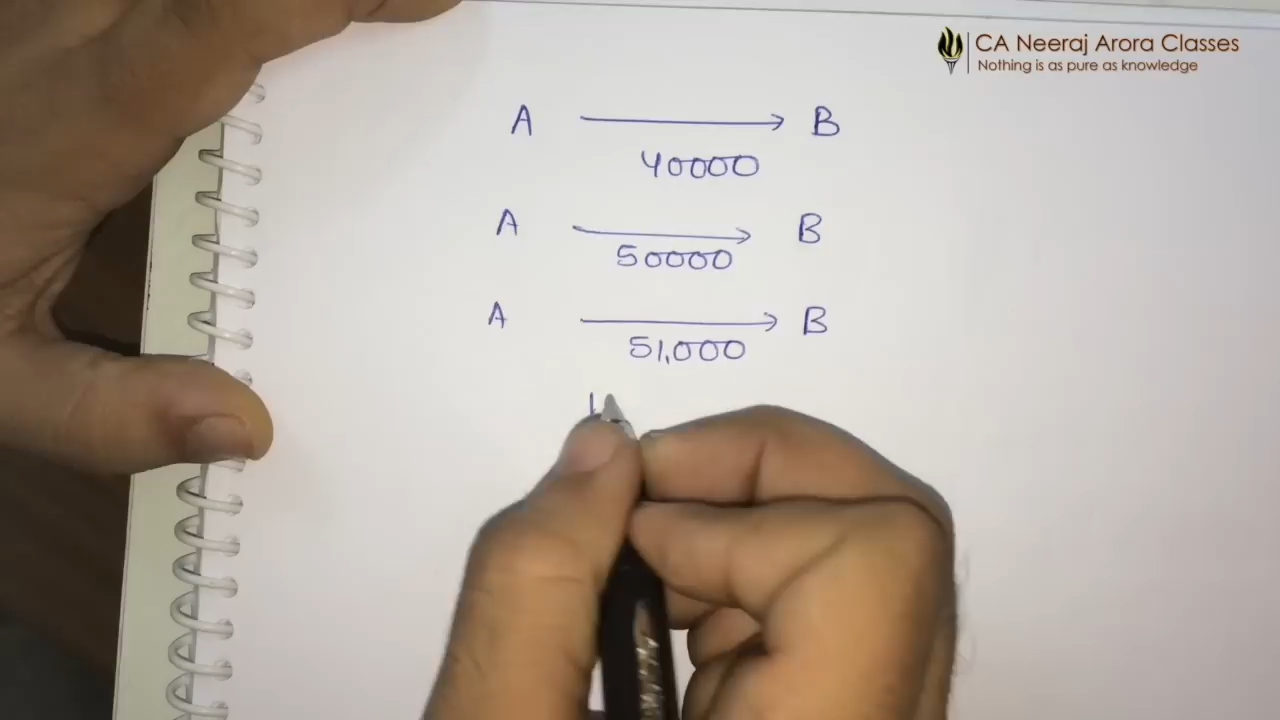 CA Neeraj Arora Classes
Nothing is as pure as knowledge
A → B
40000
A → B
50000
A → B
51,000